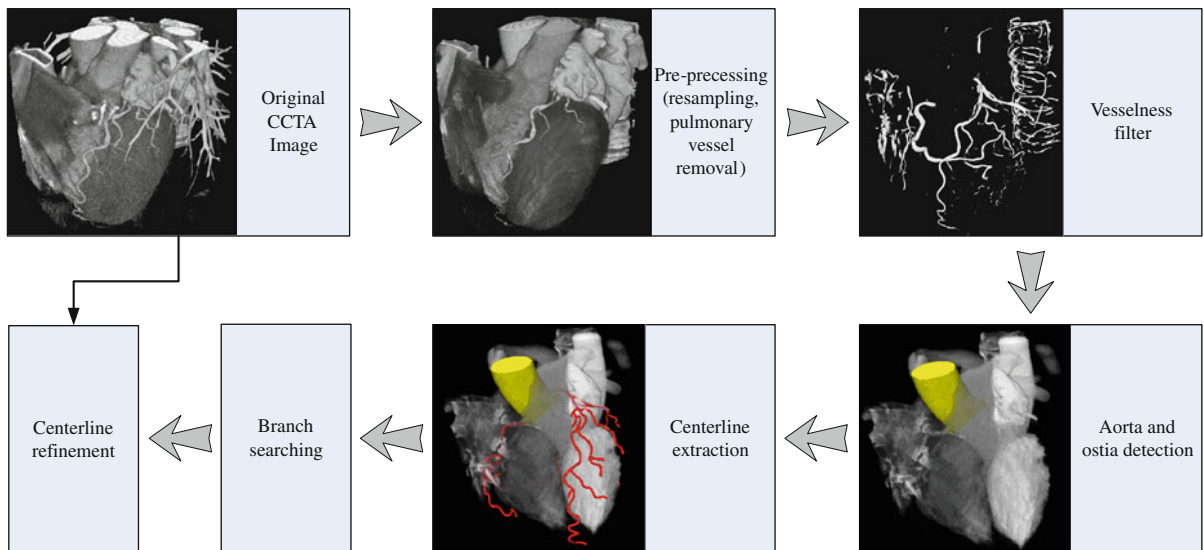 Original
CCTA
Image
Pre-precessing
(resampling,
pulmonary
vessel
removal)
Vesselness
filter
Aorta and
ostia detection
Centerline
extraction
Branch
searching
Centerline
refinement